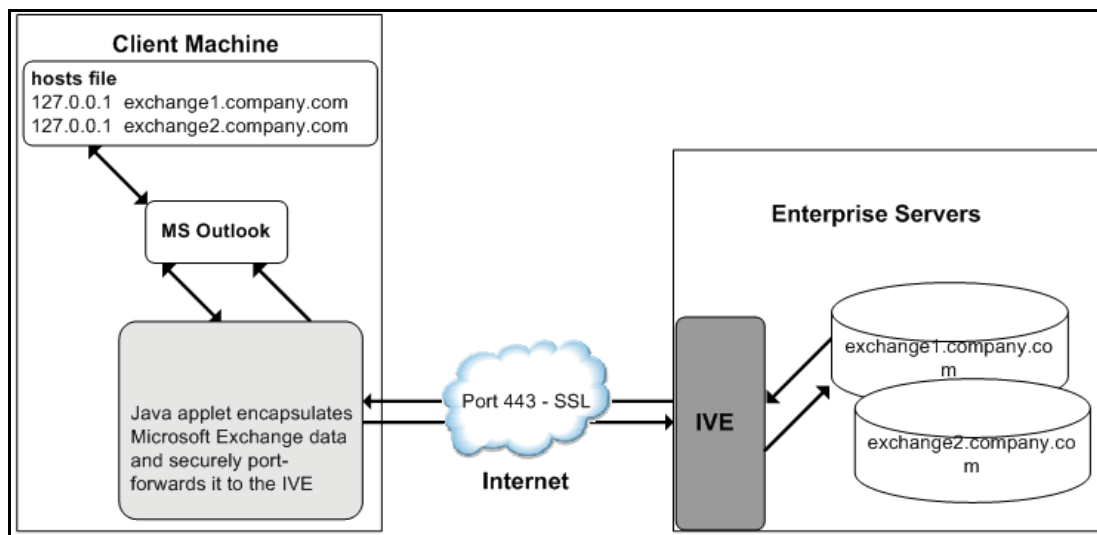 Client Machine
hosts file
127.0.0.1 exchange1.company.com
127.0.0.1 exchange2.company.com
MS Outlook
Java applet encapsulates
Microsoft Exchange data
and securely port-
forwards it to the IVE
Port 443 - SSL
Internet
Enterprise Servers
IVE
exchange1.company.co
m
exchange2.company.co
m